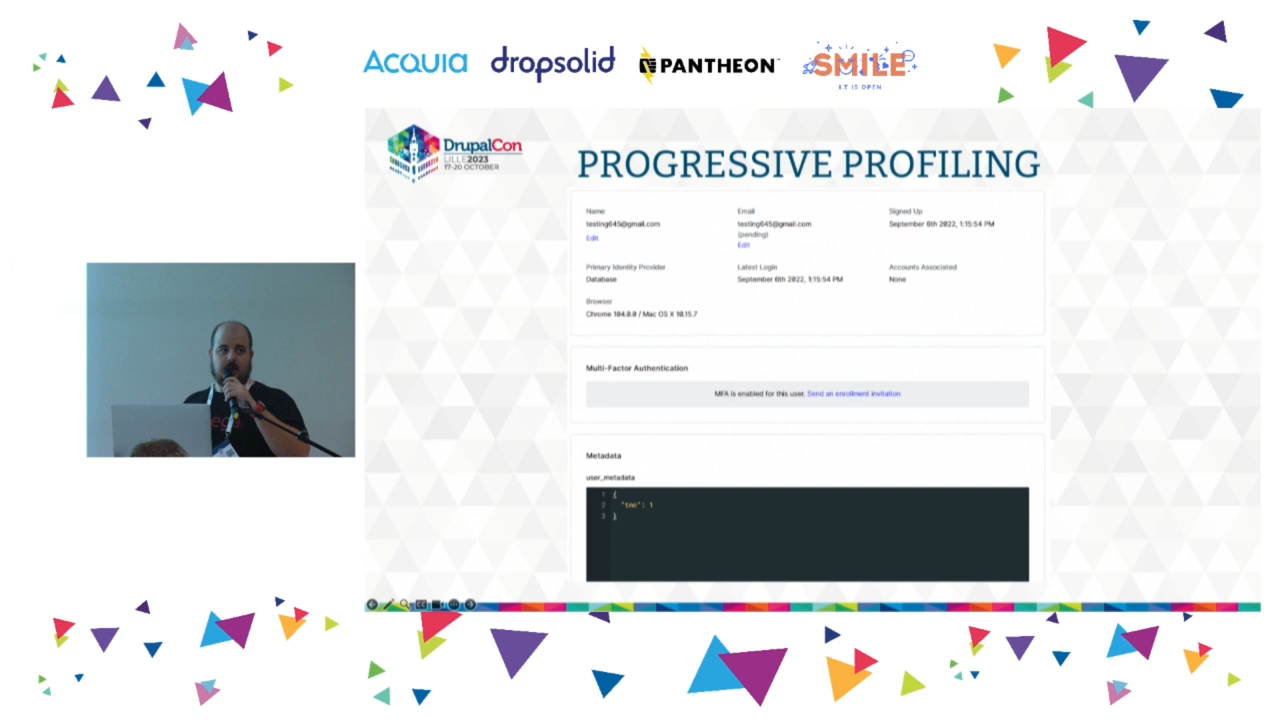 ACQUIA dropsolid PANTHEON SMILE
I.T IS OPEN
DrupalCon
LILLE2023
17-20 OCTOBER
PROGRESSIVE PROFILING
Name
testing645@gmail.com
Edit
Email
testing645@gmail.com
(pending)
Edit
Signed Up
September 6th 2022, 1:15:54 PM
Primary Identity Provider
Database
Latest Login
September 6th 2022, 1:15:54 PM
Accounts Associated
None
Browser
Chrome 104.0.0 / Mac OS X 10.15.7
Multi-Factor Authentication
MFA is enabled for this user. Send an enrollment invitation
Metadata
user_metadata
1 {
2 "tnc": 1
3 }